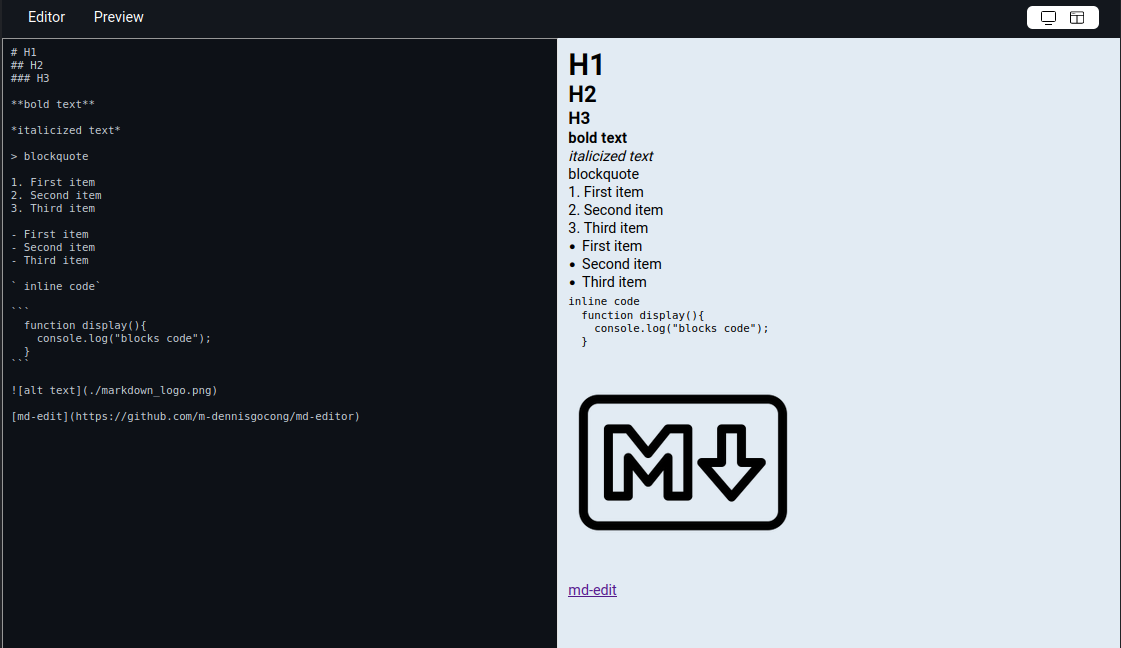 Editor Preview
# H1
## H2
### H3
**bold text**
*italicized text*
> blockquote
1. First item
2. Second item
3. Third item
- First item
- Second item
- Third item
` inline code`
```
  function display(){
    console.log("blocks code");
  }
```
![alt text](./markdown_logo.png)
[md-edit](https://github.com/m-dennisgocong/md-editor)
H1
H2
H3
bold text
italicized text
blockquote
1. First item
2. Second item
3. Third item
• First item
• Second item
• Third item
inline code
  function display(){
    console.log("blocks code");
  }
M
md-edit